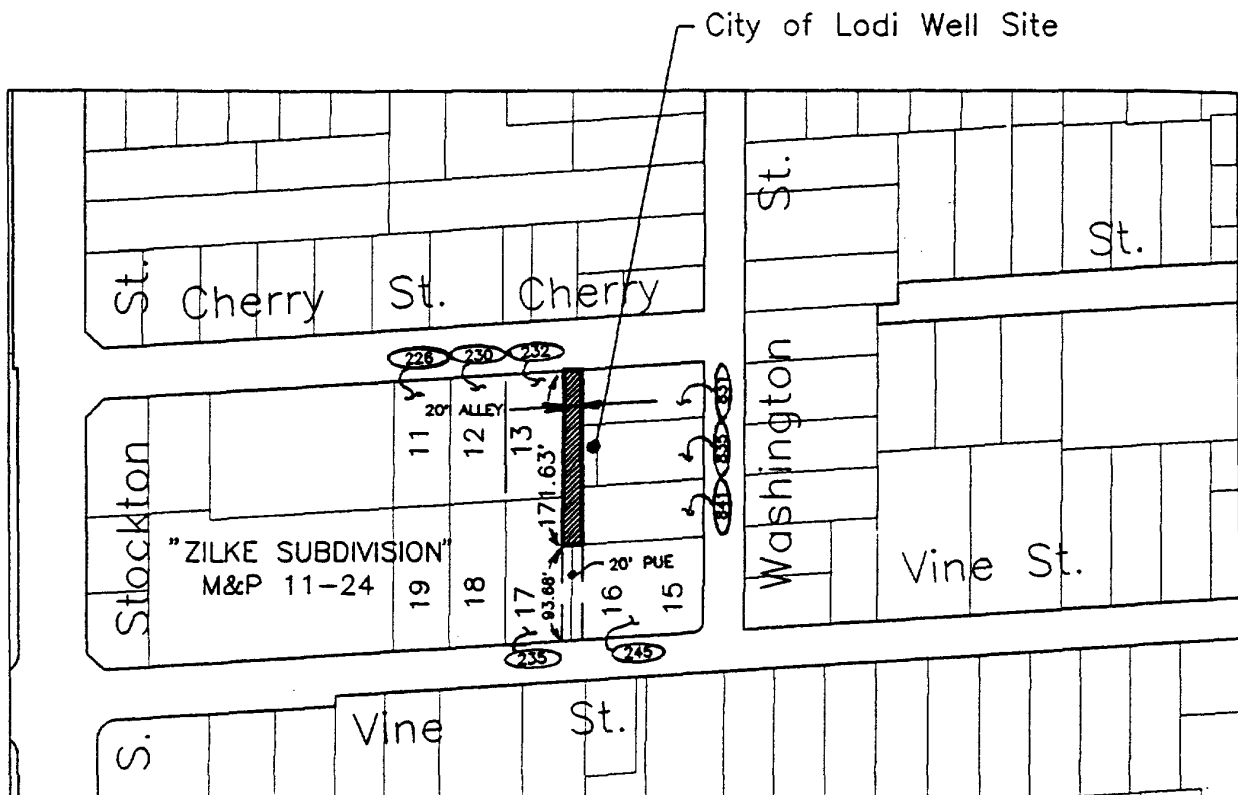 City of Lodi Well Site
St.
St.
St.
Cherry St. Cherry
226 230 232
20' ALLEY
11 12 13
171.63'
831
835
841
Stockton
Washington
"ZILKE SUBDIVISION"
M&P 11-24
20' PUE
93.68'
19 18 17 16 15
Vine St.
235 245
Vine St.
S.